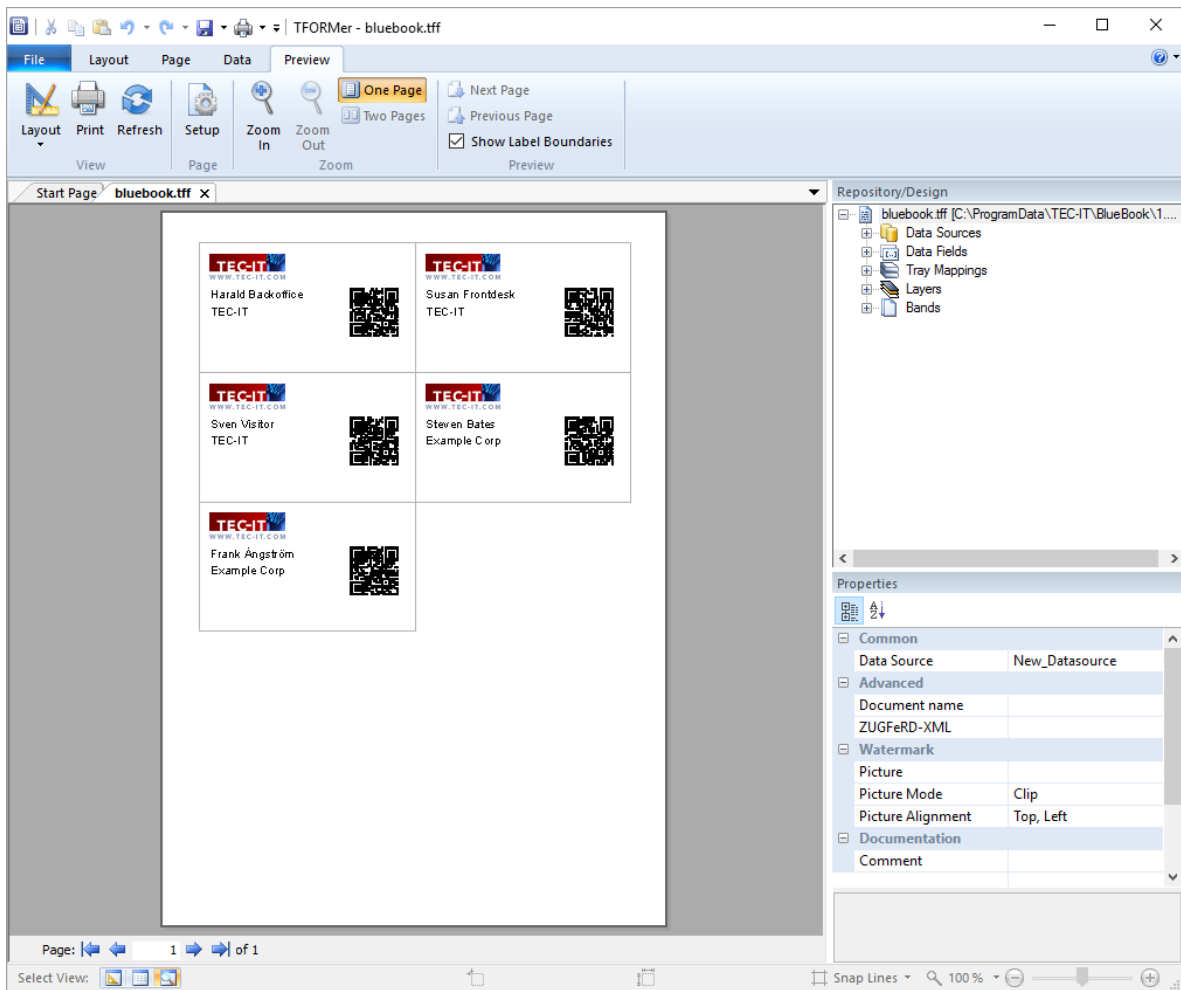 TFORMer - bluebook.tff
File Layout Page Data Preview
Layout Print Refresh Setup Zoom In Zoom Out One Page Two Pages Next Page Previous Page Show Label Boundaries
View Page Zoom Preview
Start Page bluebook.tff
TEC-IT
WWW.TEC-IT.COM
Harald Backoffice
TEC-IT
TEC-IT
WWW.TEC-IT.COM
Susan Frontdesk
TEC-IT
TEC-IT
WWW.TEC-IT.COM
Sven Visitor
TEC-IT
TEC-IT
WWW.TEC-IT.COM
Steven Bates
Example Corp
TEC-IT
WWW.TEC-IT.COM
Frank Ångström
Example Corp
Page: 1 of 1
Repository/Design
bluebook.tff [C:\ProgramData\TEC-IT\BlueBook\1....
Data Sources
Data Fields
Tray Mappings
Layers
Bands
Properties
Common
Data Source New_Datasource
Advanced
Document name
ZUGFeRD-XML
Watermark
Picture
Picture Mode Clip
Picture Alignment Top, Left
Documentation
Comment
Select View: Snap Lines 100 %